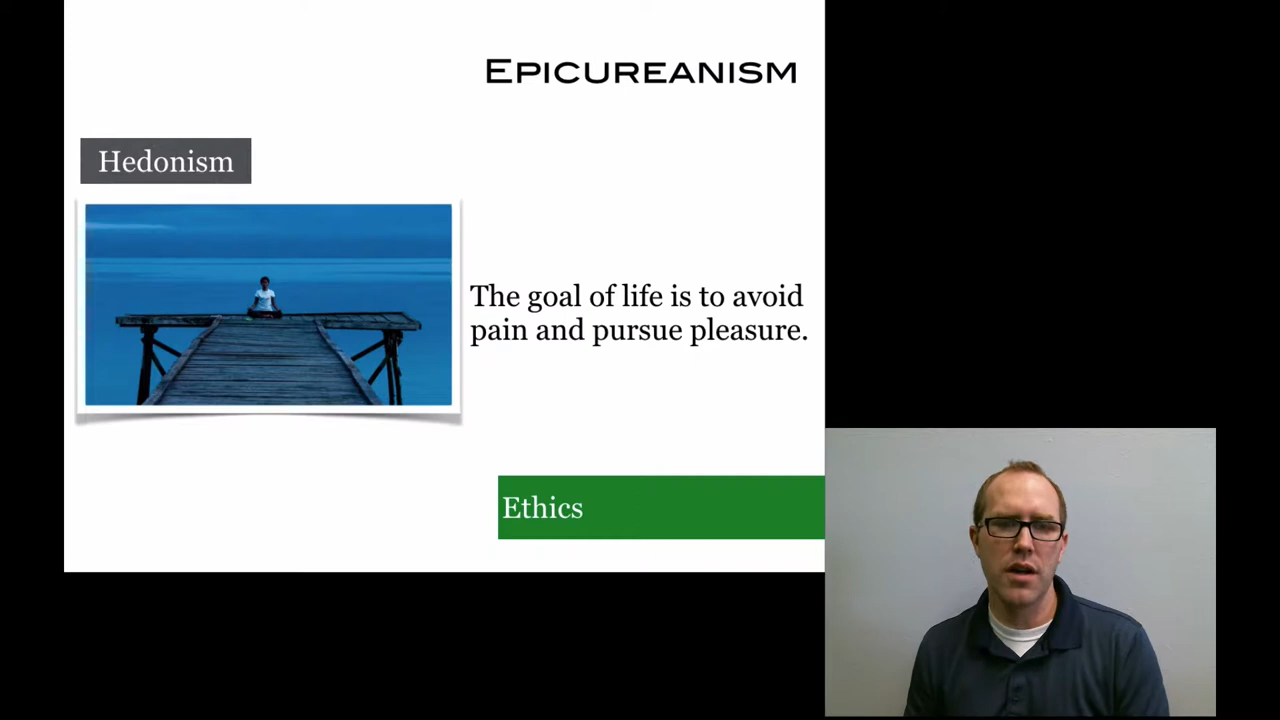 EPICUREANISM
Hedonism
The goal of life is to avoid
pain and pursue pleasure.
Ethics